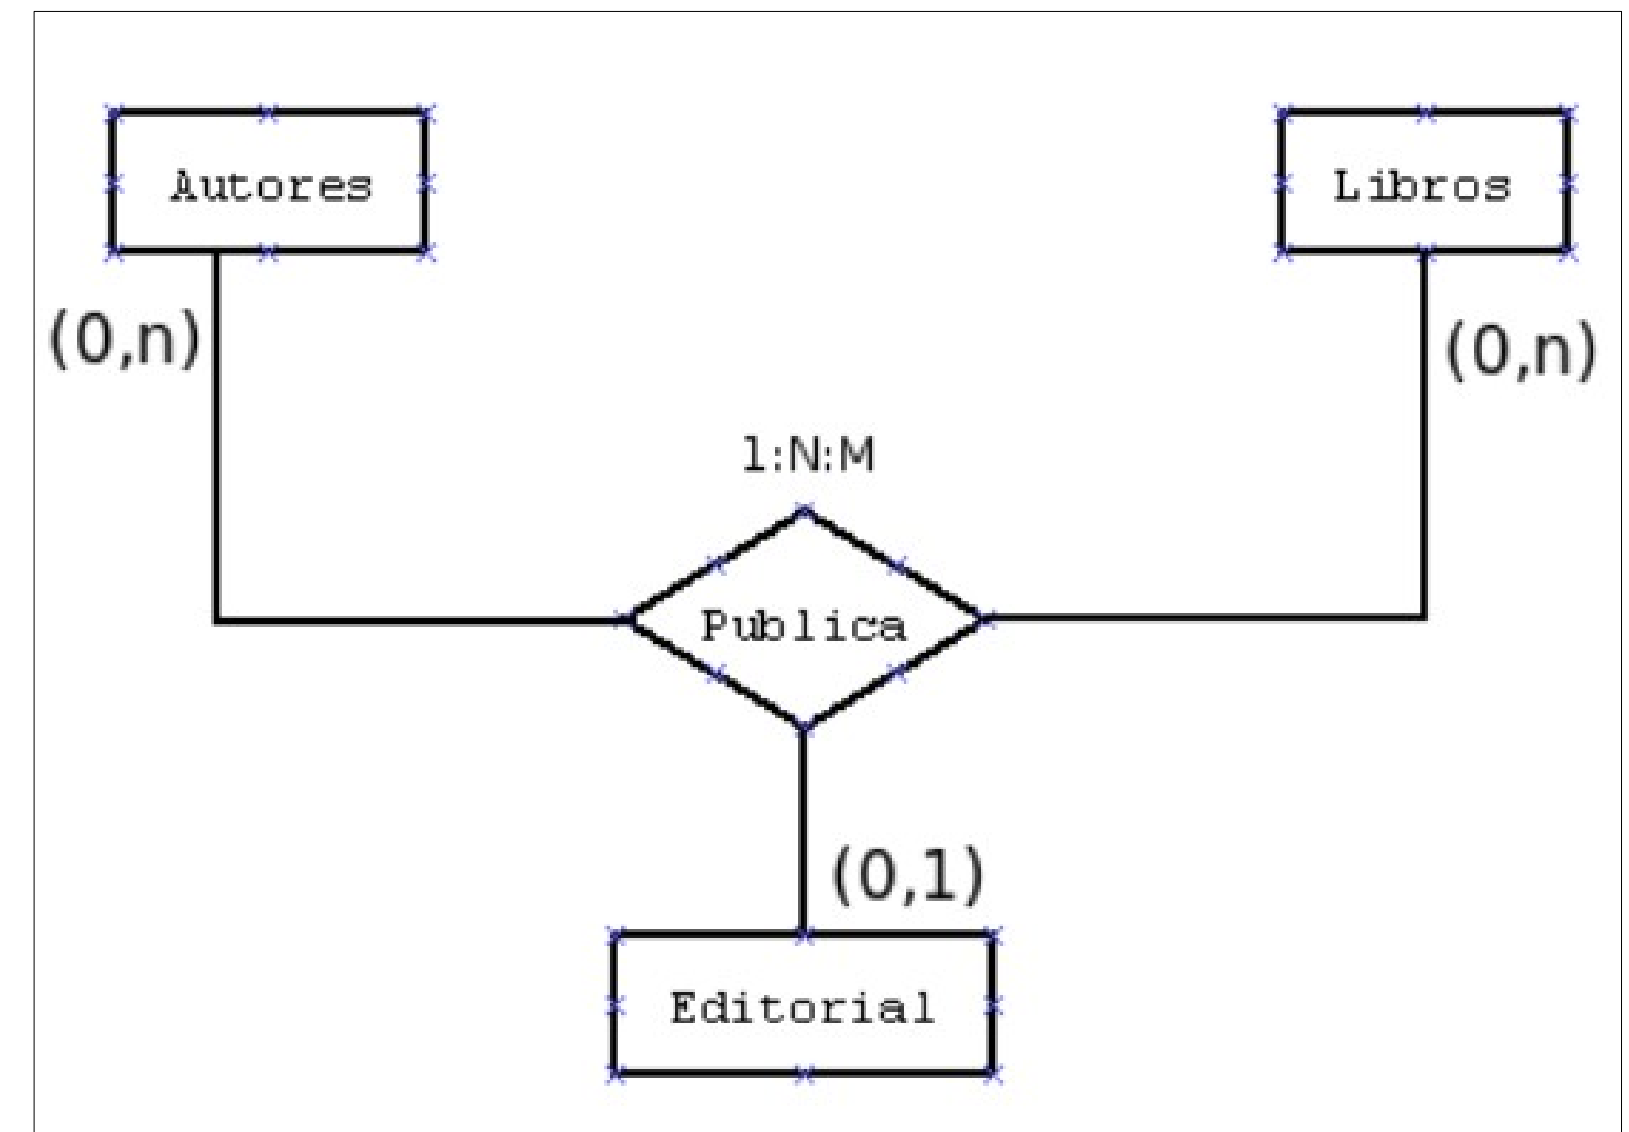 Autores
Libros
(0,n)
(0,n)
1:N:M
Publica
(0,1)
Editorial